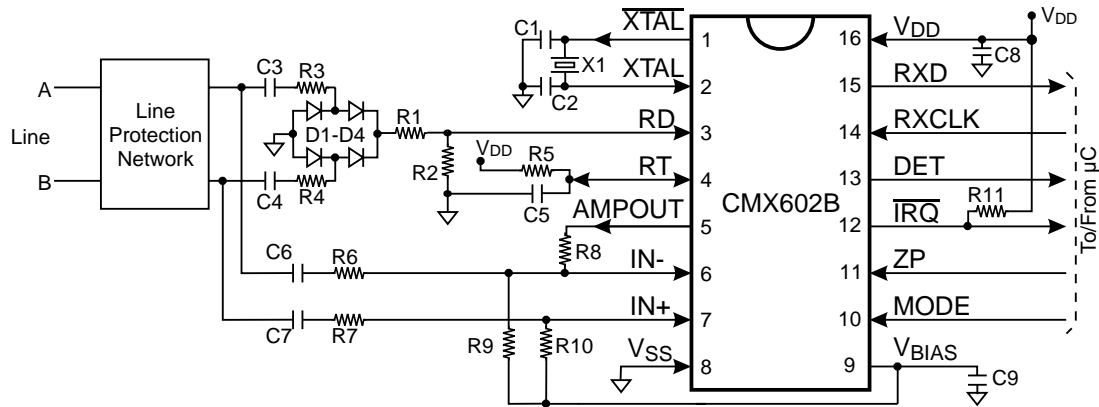 A
Line
B
Line
Protection
Network
C3
R3
D1-D4
C4
R4
R1
R2
C1
X1
C2
VDD
R5
C5
R8
C6
R6
C7
R7
R9
R10
XTAL
XTAL
RD
RT
AMPOUT
IN-
IN+
VSS
1
2
3
4
5
6
7
8
CMX602B
16
15
14
13
12
11
10
9
VDD
RXD
RXCLK
DET
IRQ
ZP
MODE
VBIAS
VDD
C8
R11
C9
To/From µC